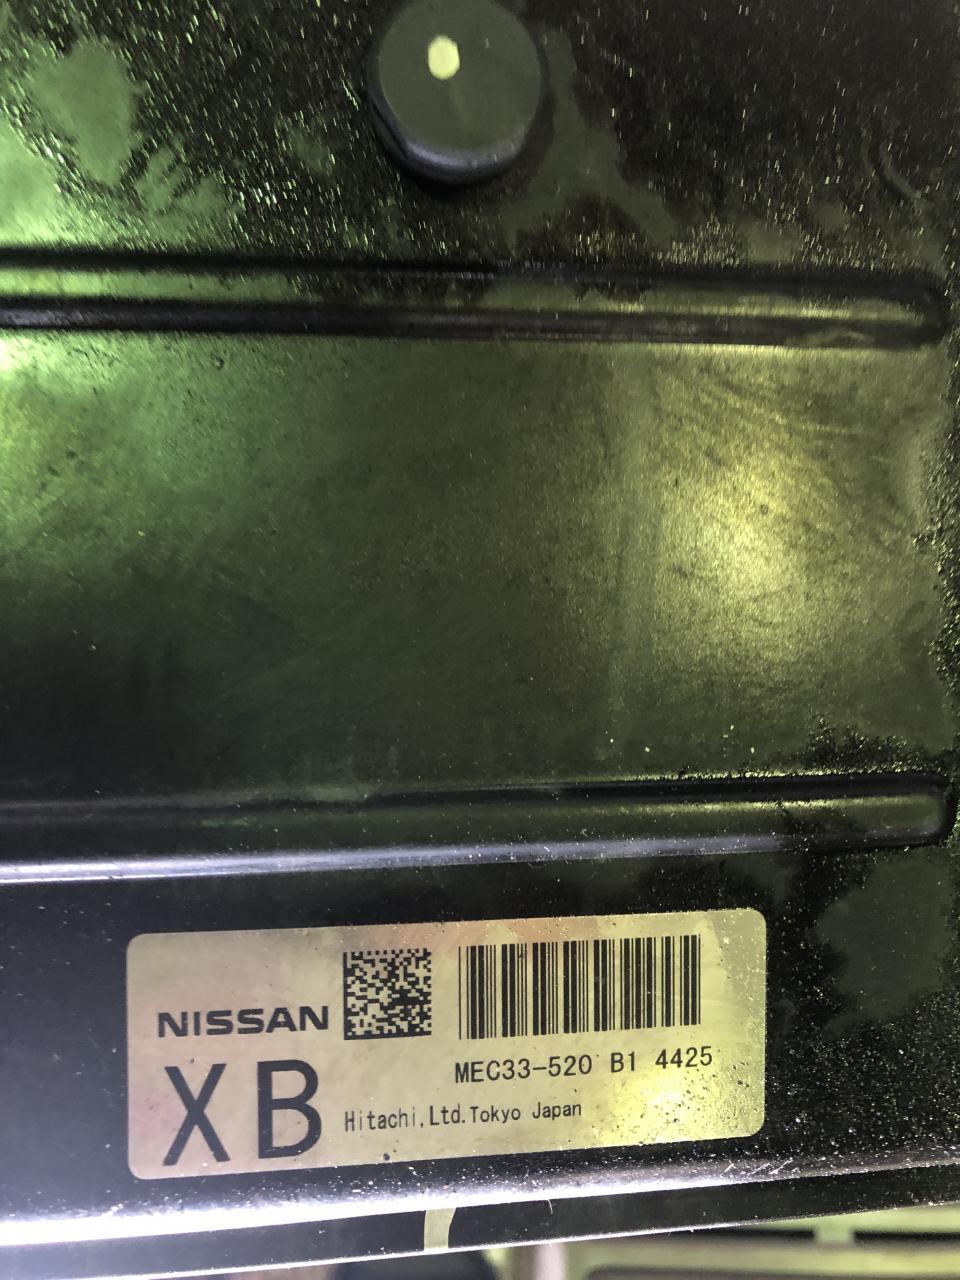 NISSAN
XB
MEC33-520 B1 4425
Hitachi,Ltd.Tokyo Japan